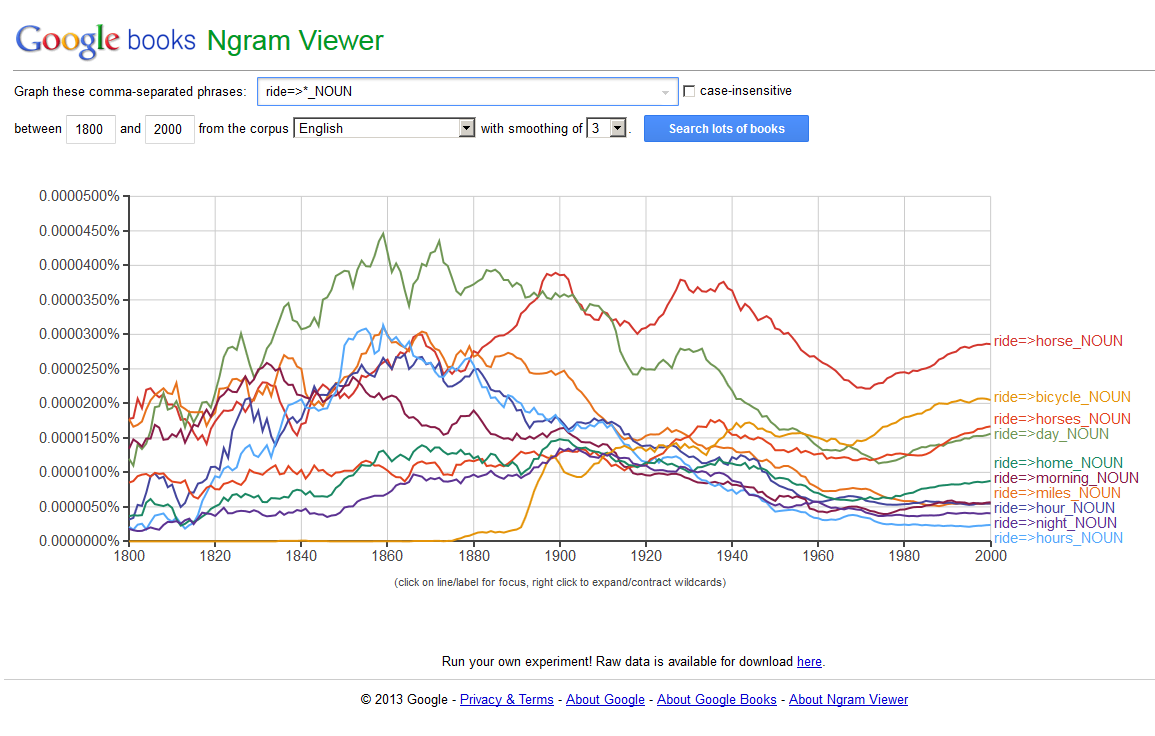 Google books Ngram Viewer
Graph these comma-separated phrases: ride=>*_NOUN case-insensitive
between 1800 and 2000 from the corpus English with smoothing of 3 . Search lots of books
0.0000500%
0.0000450%
0.0000400%
0.0000350%
0.0000300%
0.0000250%
0.0000200%
0.0000150%
0.0000100%
0.0000050%
0.0000000%
ride=>horse_NOUN
ride=>bicycle_NOUN
ride=>horses_NOUN
ride=>day_NOUN
ride=>home_NOUN
ride=>morning_NOUN
ride=>miles_NOUN
ride=>hour_NOUN
ride=>night_NOUN
ride=>hours_NOUN
1800 1820 1840 1860 1880 1900 1920 1940 1960 1980 2000
(click on line/label for focus, right click to expand/contract wildcards)
Run your own experiment! Raw data is available for download here.
© 2013 Google - Privacy & Terms - About Google - About Google Books - About Ngram Viewer